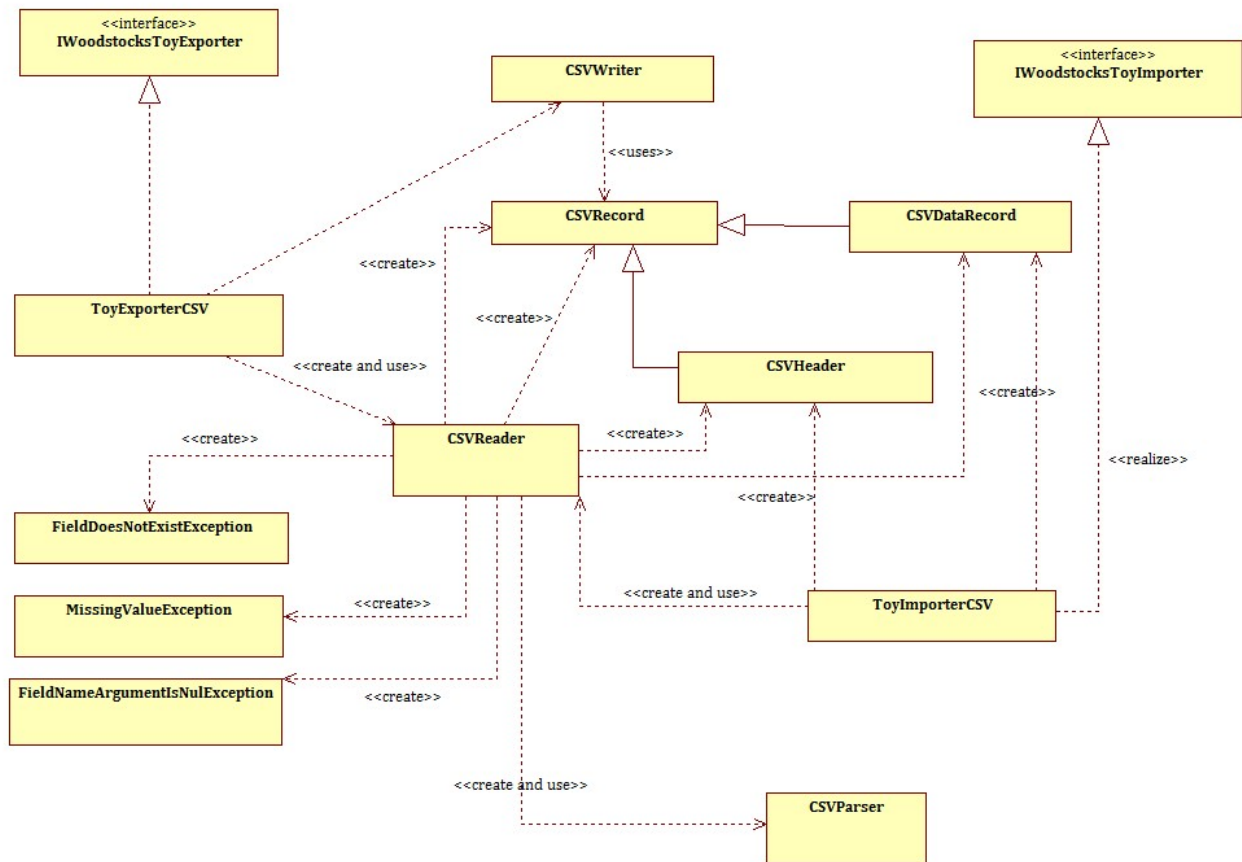 <<interface>>
IWoodstocksToyExporter
CSVWriter
<<interface>>
IWoodstocksToyImporter
<<uses>>
CSVRecord
CSVDataRecord
<<create>>
ToyExporterCSV
<<create>>
<<create and use>>
CSVHeader
<<create>>
<<create>>
CSVReader
<<create>>
<<realize>>
<<create>>
FieldDoesNotExistException
<<create and use>>
ToyImporterCSV
MissingValueException
<<create>>
FieldNameArgumentIsNulException
<<create>>
<<create and use>>
CSVParser